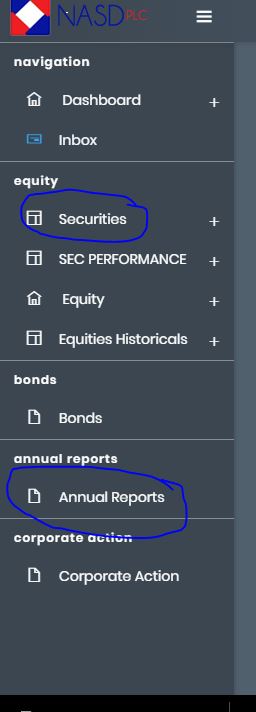 NASD PLC
navigation
Dashboard +
Inbox
equity
Securities +
SEC PERFORMANCE +
Equity +
Equities Historicals +
bonds
Bonds
annual reports
Annual Reports
corporate action
Corporate Action